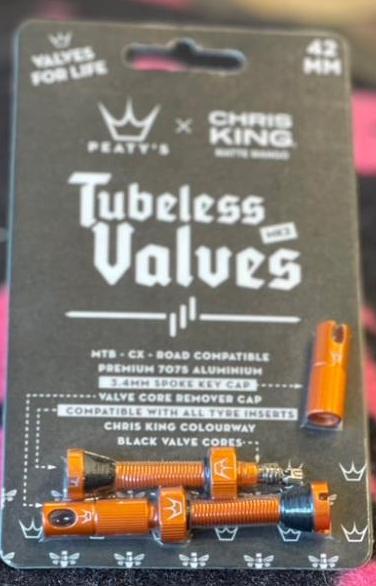 VALVES
FOR LIFE
42
MM
PEATY'S
×
CHRIS
KING
MATTE MANGO
Tubeless
MK2
Valves
MTB - CX - ROAD COMPATIBLE
PREMIUM 7075 ALUMINIUM
3.4MM SPOKE KEY CAP
VALVE CORE REMOVER CAP
COMPATIBLE WITH ALL TYRE INSERTS
CHRIS KING COLOURWAY
BLACK VALVE CORES